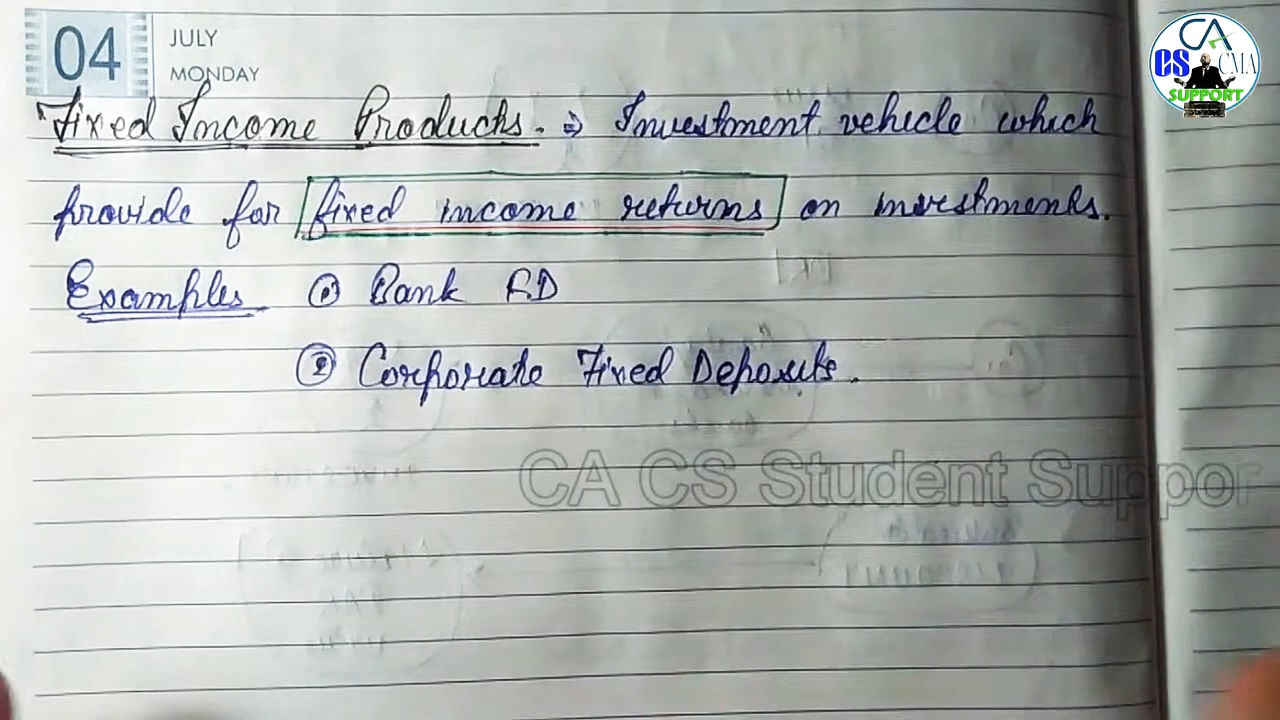 04 JULY
MONDAY
CA
CS CMA
SUPPORT
Fixed Income Products. ⇒ Investment vehicle which
provide for fixed income returns on investments.
Examples ① Bank FD
② Corporate Fixed Deposits.
CA CS Student Suppor